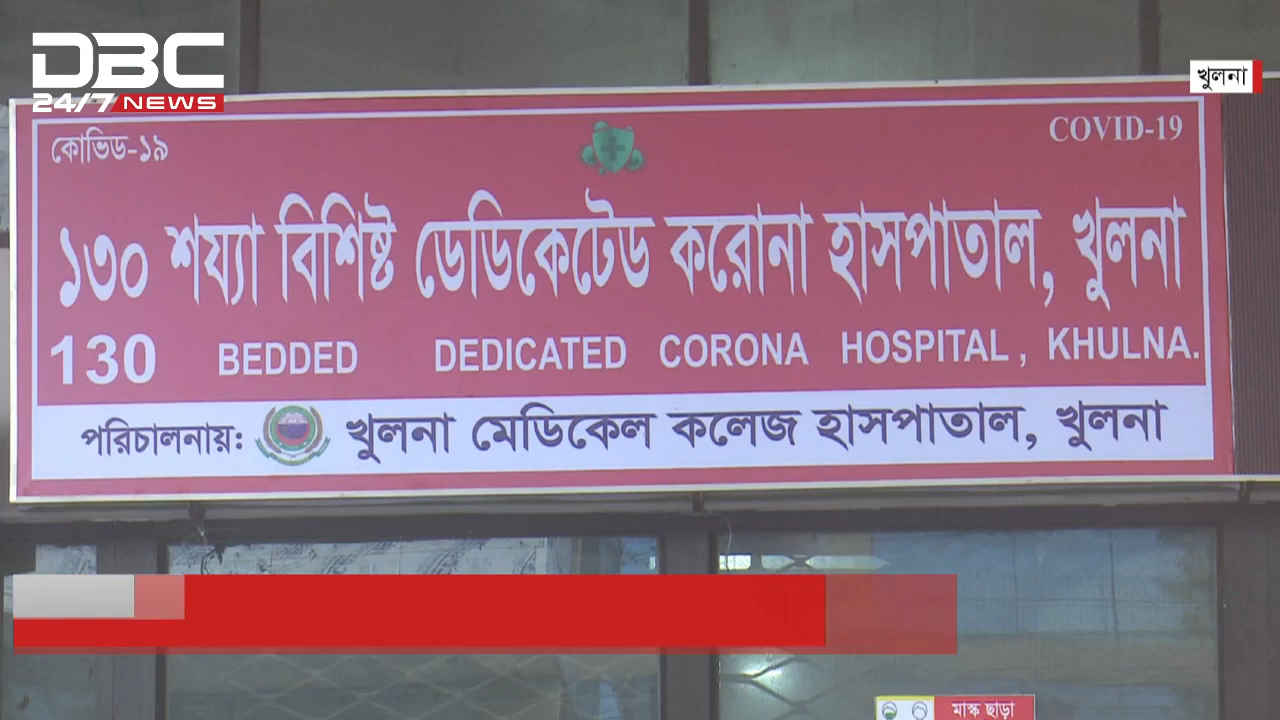 DBC
24/7 NEWS
খুলনা
কোভিড-১৯
COVID-19
১৩০ শয্যা বিশিষ্ট ডেডিকেটেড করোনা হাসপাতাল, খুলনা
130 BEDDED DEDICATED CORONA HOSPITAL, KHULNA.
পরিচালনায়: খুলনা মেডিকেল কলেজ হাসপাতাল, খুলনা
মাস্ক ছাড়া